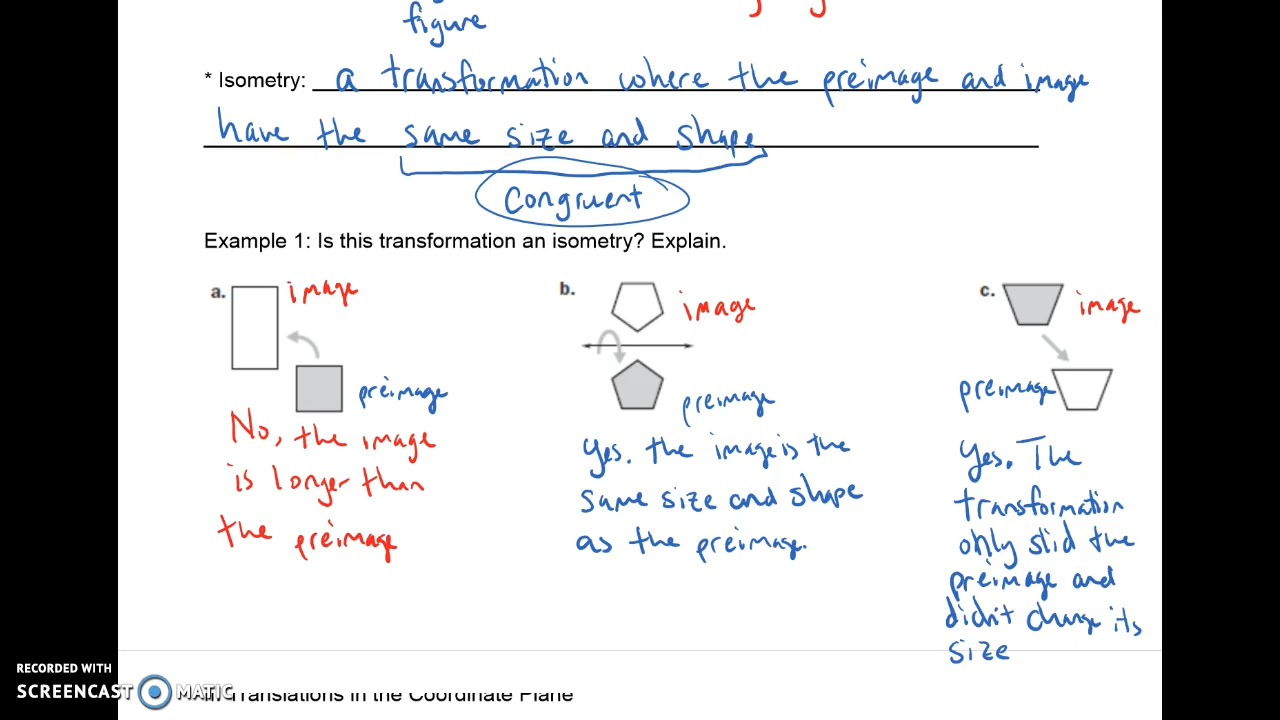 figure
* Isometry: a transformation where the preimage and image
have the same size and shape
Congruent
Example 1: Is this transformation an isometry? Explain.
a.
image
preimage
No, the image
is longer than
the preimage
b.
image
preimage
Yes. the image is the
same size and shape
as the preimage.
c.
image
preimage
Yes. The
transformation
only slid the
preimage and
didn't change its
size
RECORDED WITH
SCREENCAST MATIC
Translations in the Coordinate Plane